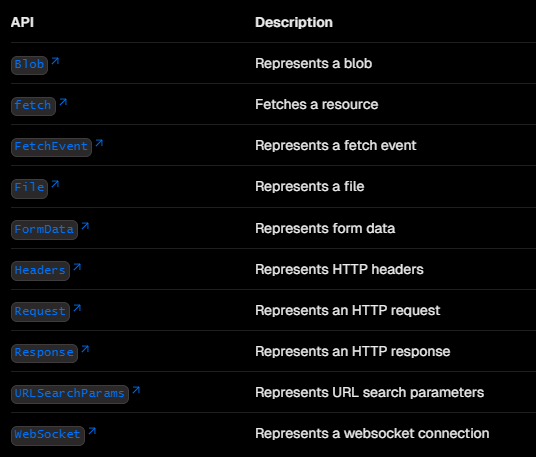 API Description
Blob Represents a blob
fetch Fetches a resource
FetchEvent Represents a fetch event
File Represents a file
FormData Represents form data
Headers Represents HTTP headers
Request Represents an HTTP request
Response Represents an HTTP response
URLSearchParams Represents URL search parameters
WebSocket Represents a websocket connection